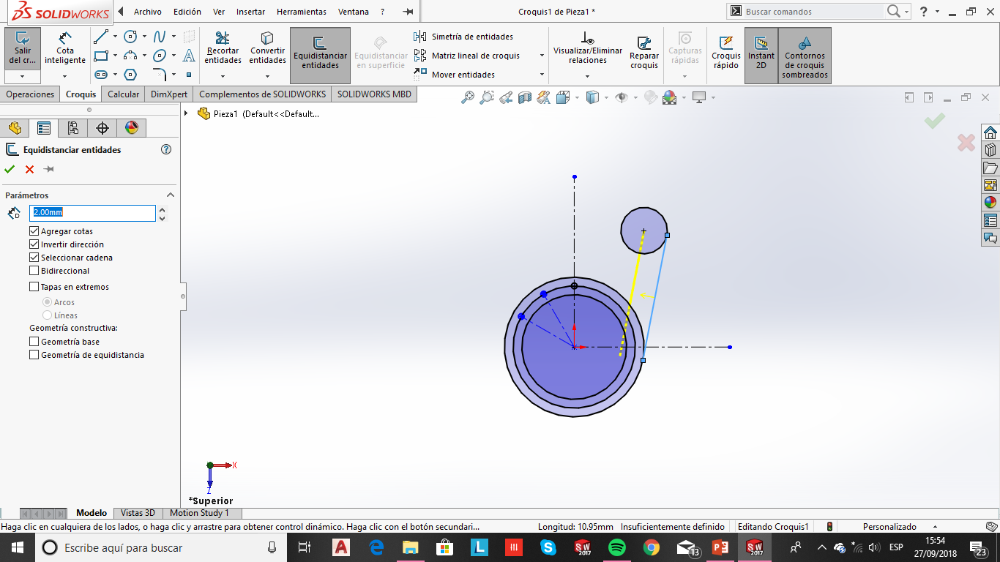 SOLIDWORKS
Archivo Edición Ver Insertar Herramientas Ventana ?
Croquis1 de Pieza1 *
Buscar comandos
?
Salir del cr...
Cota inteligente
Recortar entidades
Convertir entidades
Equidistanciar entidades
Equidistanciar en superficie
Simetría de entidades
Matriz lineal de croquis
Mover entidades
Visualizar/Eliminar relaciones
Reparar croquis
Capturas rápidas
Croquis rápido
Instant 2D
Contornos de croquis sombreados
Operaciones Croquis Calcular DimXpert Complementos de SOLIDWORKS SOLIDWORKS MBD
Pieza1 (Default<<Default...
Equidistanciar entidades
?
Parámetros
D
2.00mm
Agregar cotas
Invertir dirección
Seleccionar cadena
Bidireccional
Tapas en extremos
Arcos
Líneas
Geometría constructiva:
Geometría base
Geometría de equidistancia
X
Z
*Superior
Modelo Vistas 3D Motion Study 1
Haga clic en cualquiera de los lados, o haga clic y arrastre para obtener control dinámico. Haga clic con el botón secundari... Longitud: 10.95mm Insuficientemente definido Editando Croquis1 Personalizado
Escribe aquí para buscar
A
L
SW 2017
13
SW 2017
ESP
15:54
27/09/2018
23